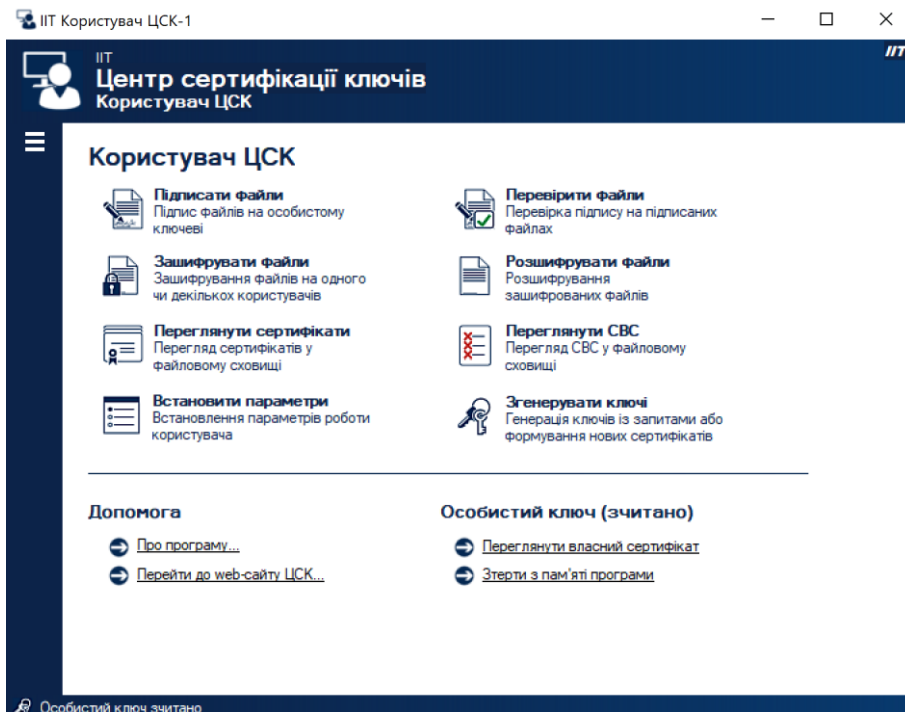 ІІТ Користувач ЦСК-1
ІІТ
Центр сертифікації ключів
Користувач ЦСК
ІІТ
Користувач ЦСК
Підписати файли
Підпис файлів на особистому
ключеві
Перевірити файли
Перевірка підпису на підписаних
файлах
Зашифрувати файли
Зашифрування файлів на одного
чи декількох користувачів
Розшифрувати файли
Розшифрування
зашифрованих файлів
Переглянути сертифікати
Перегляд сертифікатів у
файловому сховищі
Переглянути СВС
Перегляд СВС у файловому
сховищі
Встановити параметри
Встановлення параметрів роботи
користувача
Згенерувати ключі
Генерація ключів із запитами або
формування нових сертифікатів
Допомога
Про програму...
Перейти до web-сайту ЦСК...
Особистий ключ (зчитано)
Переглянути власний сертифікат
Зтерти з пам'яті програми
Особистий ключ зчитано